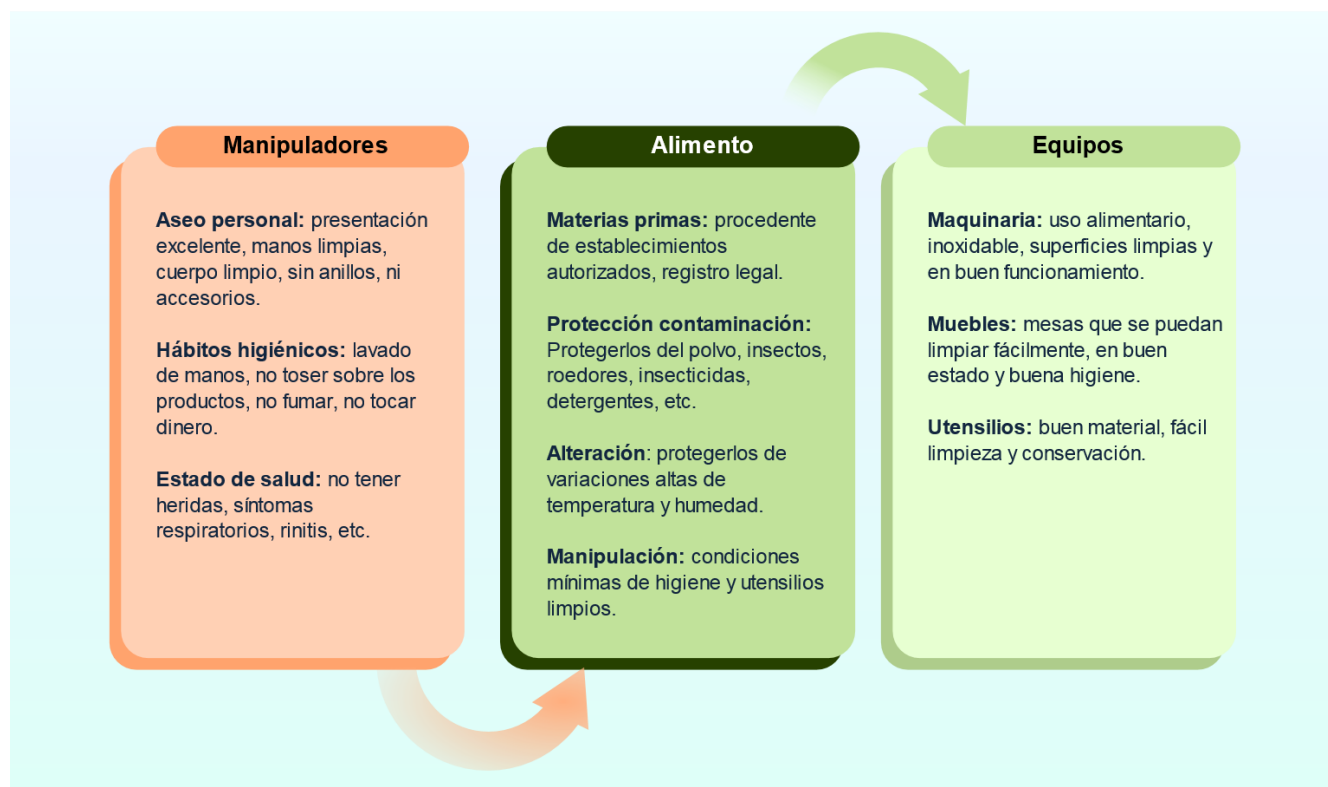 Manipuladores
Aseo personal: presentación
excelente, manos limpias,
cuerpo limpio, sin anillos, ni
accesorios.
Hábitos higiénicos: lavado
de manos, no toser sobre los
productos, no fumar, no tocar
dinero.
Estado de salud: no tener
heridas, síntomas
respiratorios, rinitis, etc.
Alimento
Materias primas: procedente
de establecimientos
autorizados, registro legal.
Protección contaminación:
Protegerlos del polvo, insectos,
roedores, insecticidas,
detergentes, etc.
Alteración: protegerlos de
variaciones altas de
temperatura y humedad.
Manipulación: condiciones
mínimas de higiene y utensilios
limpios.
Equipos
Maquinaria: uso alimentario,
inoxidable, superficies limpias y
en buen funcionamiento.
Muebles: mesas que se puedan
limpiar fácilmente, en buen
estado y buena higiene.
Utensilios: buen material, fácil
limpieza y conservación.